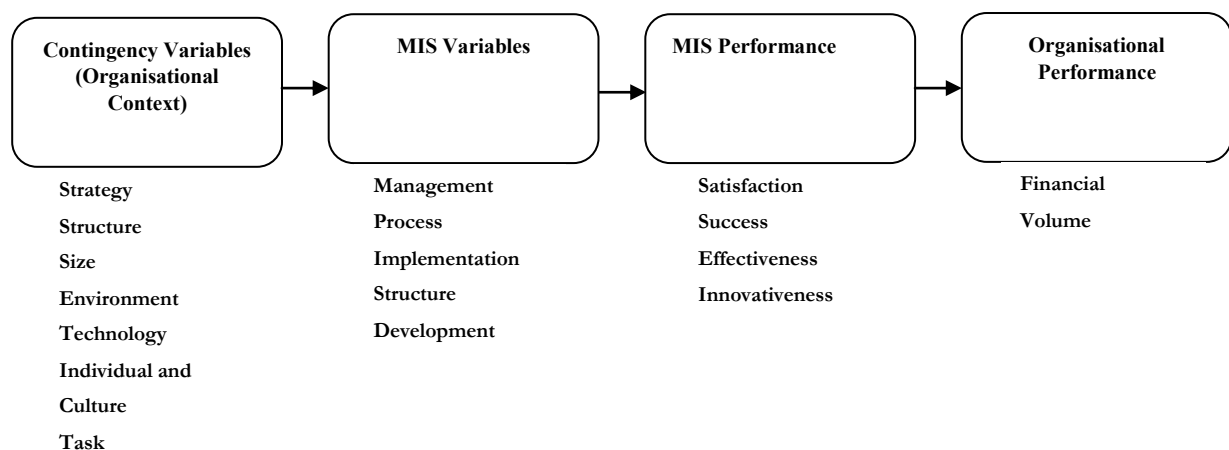 Contingency Variables
(Organisational
Context)
Strategy
Structure
Size
Environment
Technology
Individual and
Culture
Task
MIS Variables
Management
Process
Implementation
Structure
Development
MIS Performance
Satisfaction
Success
Effectiveness
Innovativeness
Organisational
Performance
Financial
Volume